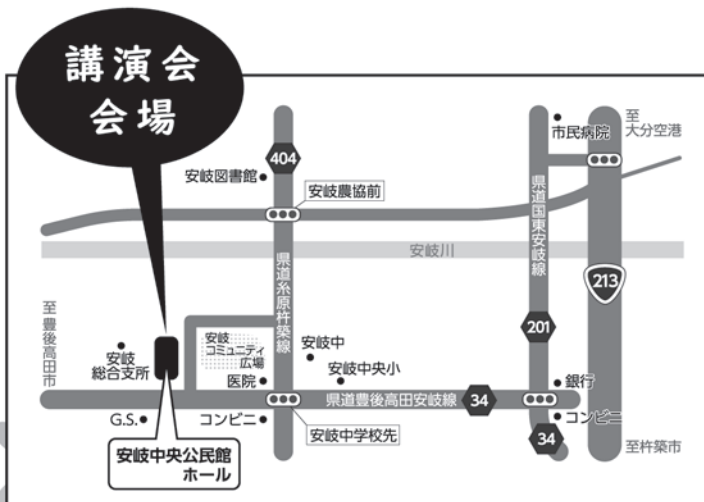 講演会
会場
至
大分空港
市民病院
404
安岐図書館
安岐農協前
県道国東安岐線
安岐川
県道糸原杵築線
213
至豊後高田市
201
安岐
コミュニティ
広場
安岐中
安岐
総合支所
安岐中央小
医院
銀行
県道豊後高田安岐線
34
G.S.
コンビニ
コンビニ
安岐中学校先
34
至杵築市
安岐中央公民館
ホール